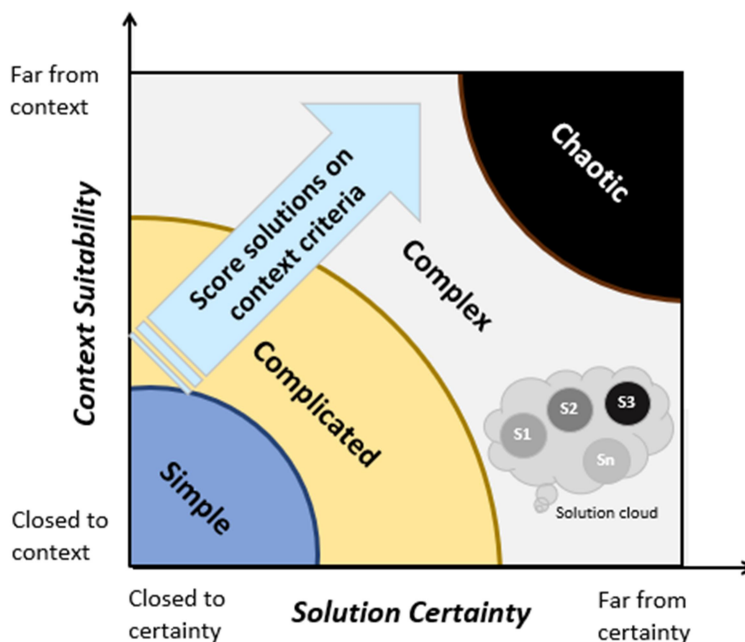 Far from
context
Chaotic
Score solutions on
context criteria
Context Suitability
Complex
Complicated
S1
S2
S3
Sn
Simple
Solution cloud
Closed to
context
Closed to
certainty
Solution Certainty
Far from
certainty